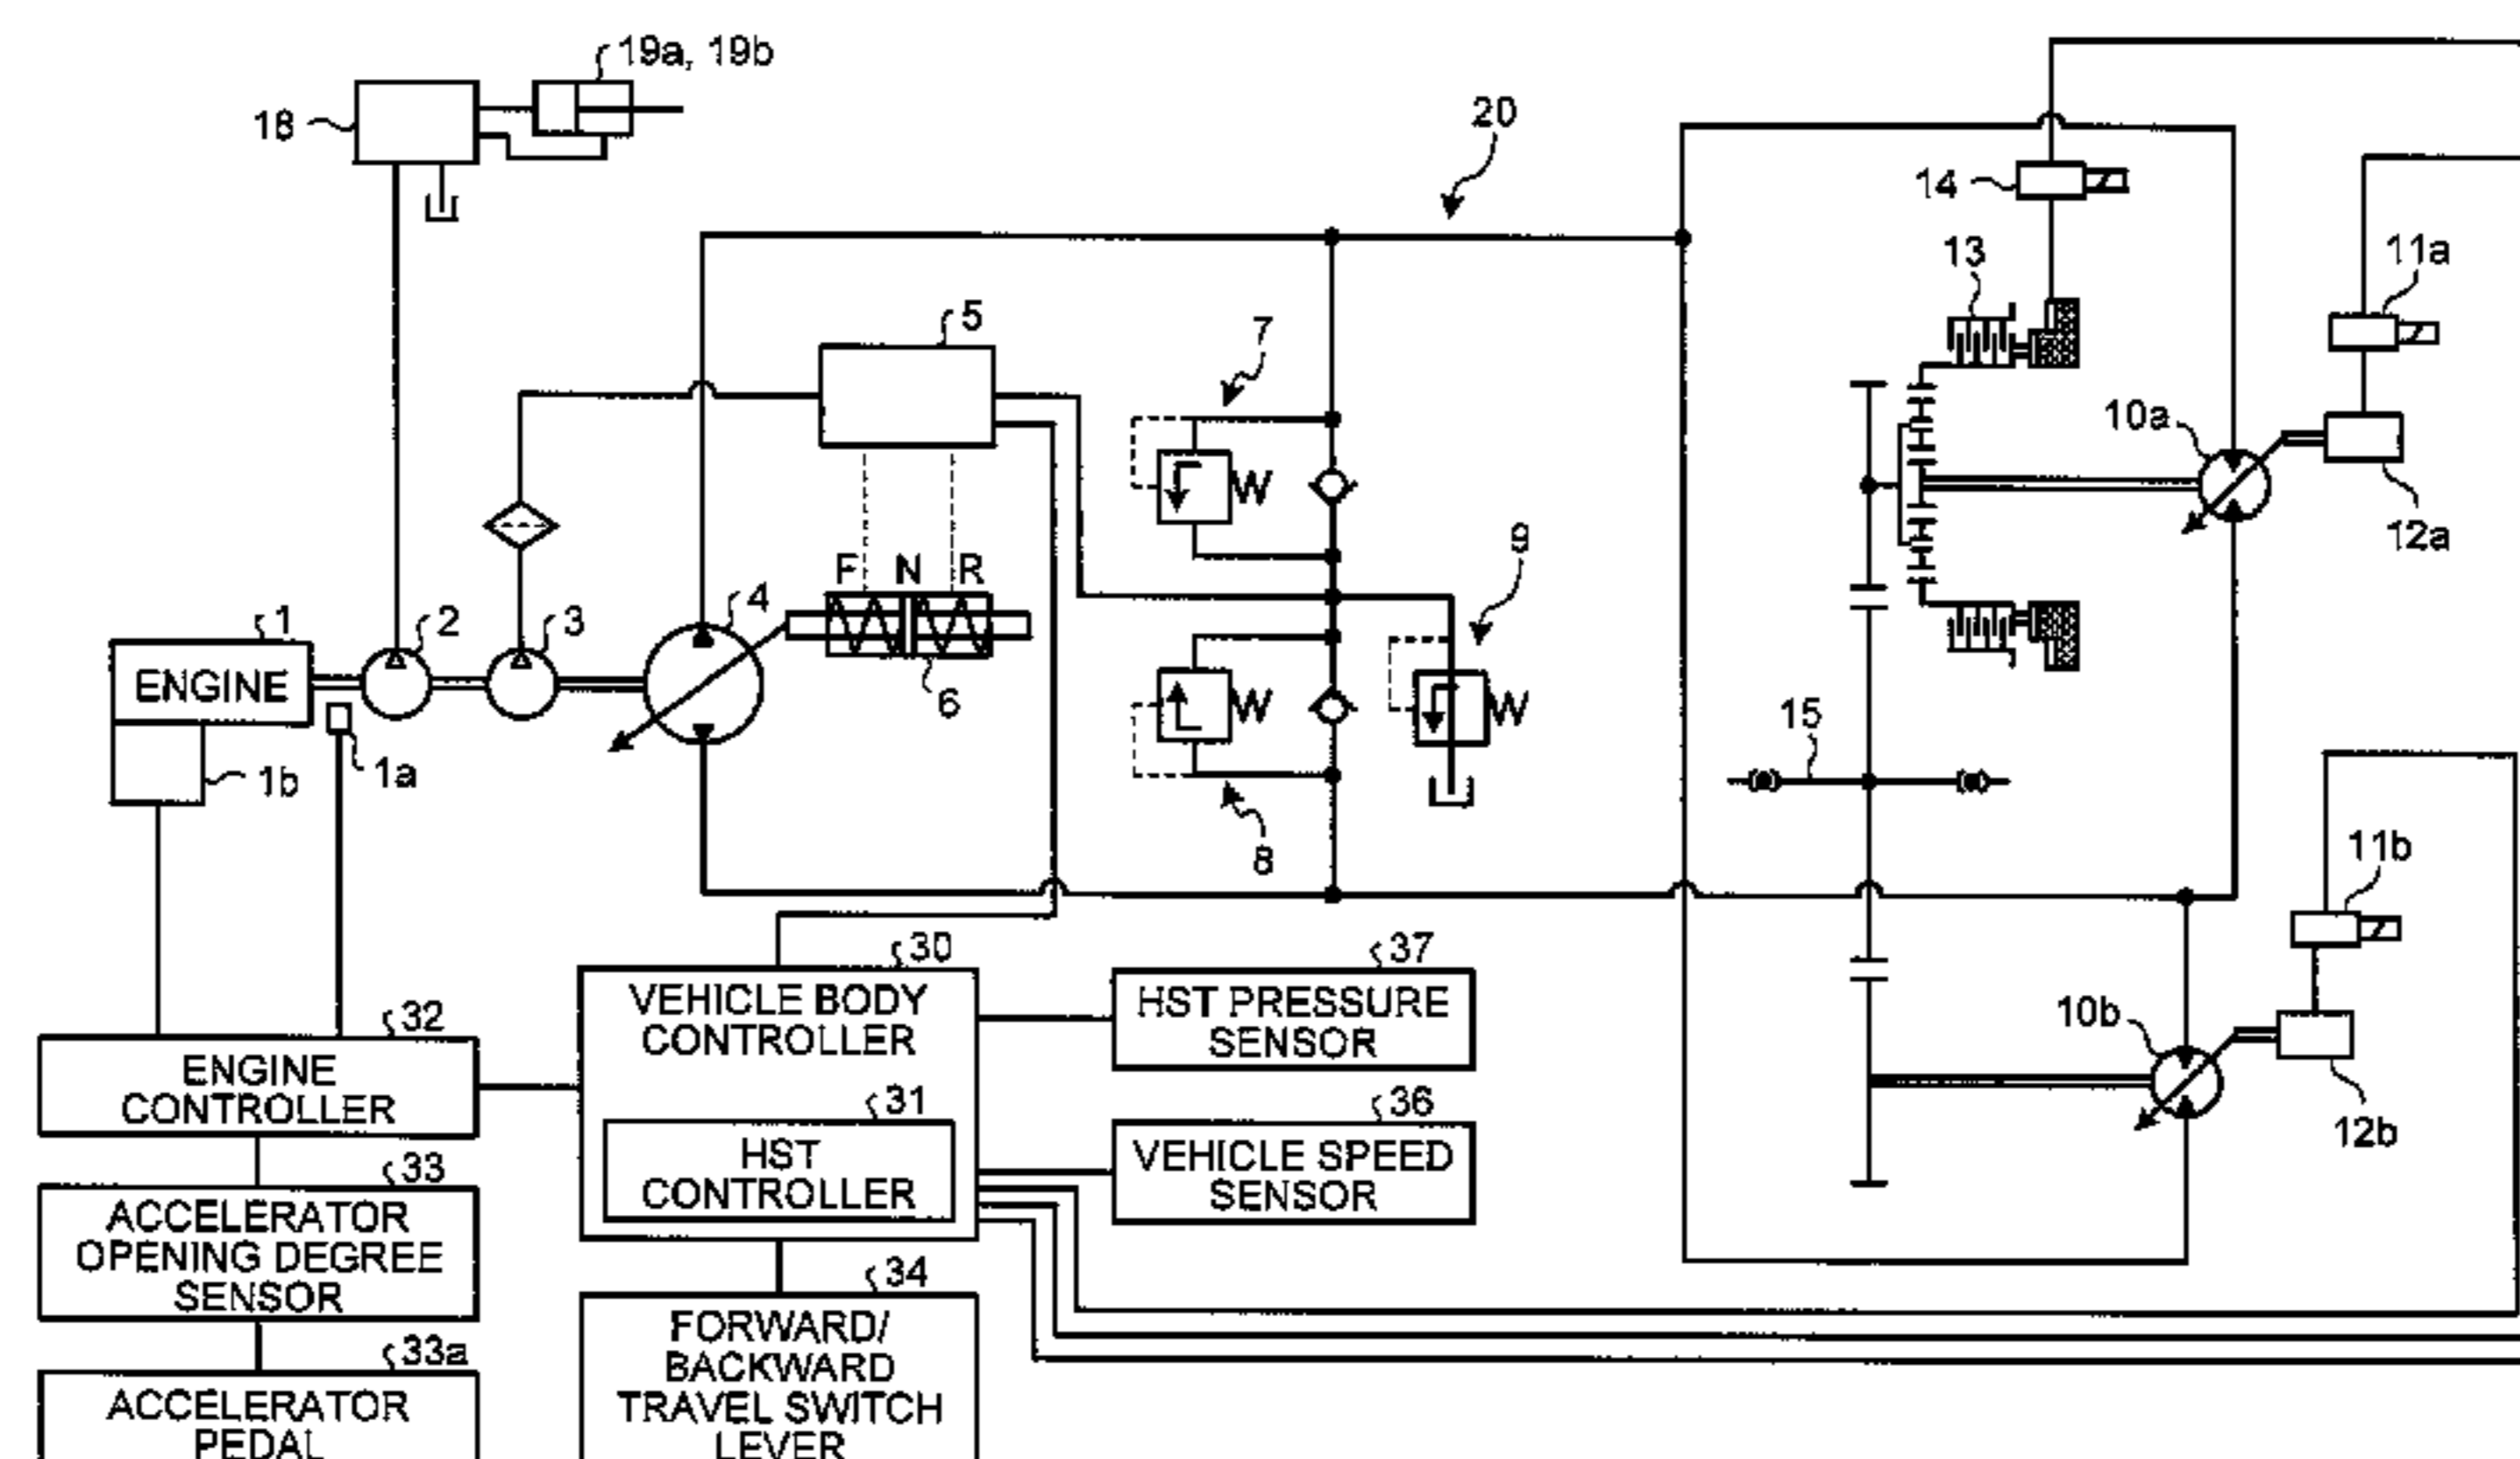 19a, 19b
18
20
14
13
11a
5
7
10a
12a
9
F N R
W
1
2
3
4
ENGINE
6
W
W
15
1b
1a
8
11b
30
37
VEHICLE BODY
CONTROLLER
HST PRESSURE
SENSOR
10b
32
ENGINE
CONTROLLER
31
36
HST
CONTROLLER
VEHICLE SPEED
SENSOR
12b
33
ACCELERATOR
OPENING DEGREE
SENSOR
34
FORWARD/
BACKWARD
TRAVEL SWITCH
LEVER
33a
ACCELERATOR
PEDAL